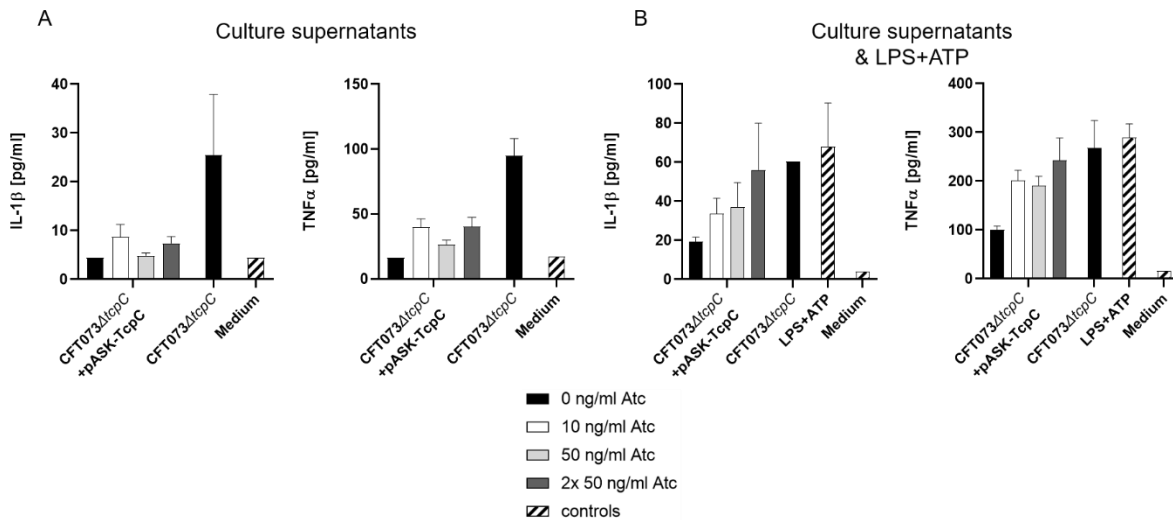 A
Culture supernatants
IL-1β [pg/ml]
40
30
20
10
0
CFT073ΔtcpC
+pASK-TcpC
CFT073ΔtcpC
Medium
TNFα [pg/ml]
150
100
50
0
CFT073ΔtcpC
+pASK-TcpC
CFT073ΔtcpC
Medium
B
Culture supernatants
& LPS+ATP
IL-1β [pg/ml]
100
80
60
40
20
0
CFT073ΔtcpC
+pASK-TcpC
CFT073ΔtcpC
LPS+ATP
Medium
TNFα [pg/ml]
400
300
200
100
0
CFT073ΔtcpC
+pASK-TcpC
CFT073ΔtcpC
LPS+ATP
Medium
0 ng/ml Atc
10 ng/ml Atc
50 ng/ml Atc
2x 50 ng/ml Atc
controls